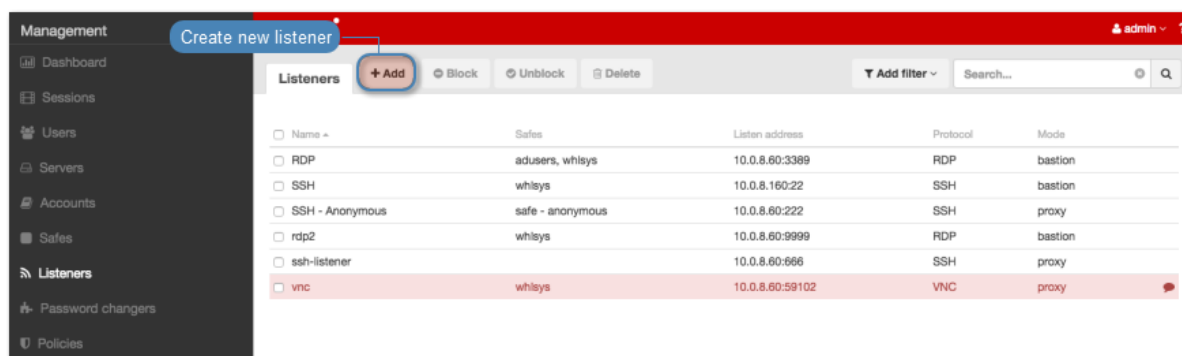 Management
Create new listener
admin
Dashboard
Sessions
Users
Servers
Accounts
Safes
Listeners
Password changers
Policies
Listeners + Add Block Unblock Delete Add filter Search...
Name Safes Listen address Protocol Mode
RDP adusers, whlsys 10.0.8.60:3389 RDP bastion
SSH whlsys 10.0.8.160:22 SSH bastion
SSH - Anonymous safe - anonymous 10.0.8.60:222 SSH proxy
rdp2 whlsys 10.0.8.60:9999 RDP bastion
ssh-listener 10.0.8.60:666 SSH proxy
vnc whlsys 10.0.8.60:59102 VNC proxy